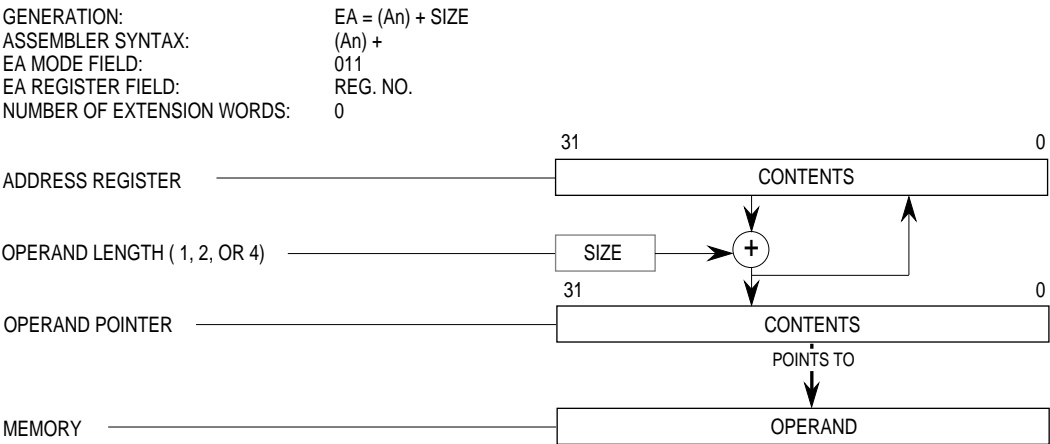 GENERATION: EA = (An) + SIZE
ASSEMBLER SYNTAX: (An) +
EA MODE FIELD: 011
EA REGISTER FIELD: REG. NO.
NUMBER OF EXTENSION WORDS: 0
31 0
ADDRESS REGISTER CONTENTS
OPERAND LENGTH ( 1, 2, OR 4) SIZE +
31 0
OPERAND POINTER CONTENTS
POINTS TO
MEMORY OPERAND